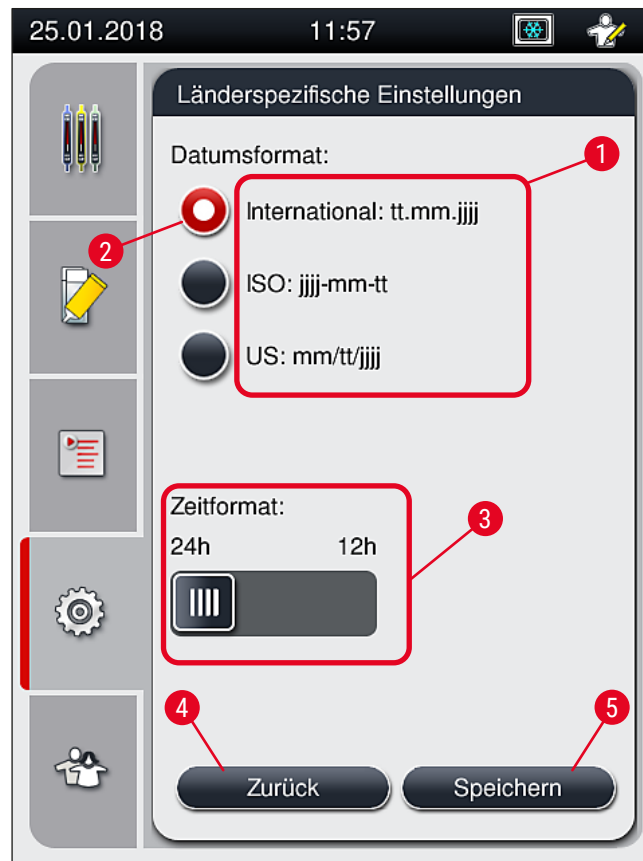 25.01.2018 11:57
Länderspezifische Einstellungen
Datumsformat:
1
International: tt.mm.jjjj
2
ISO: jjjj-mm-tt
US: mm/tt/jjjj
Zeitformat:
3
24h 12h
4
5
Zurück Speichern